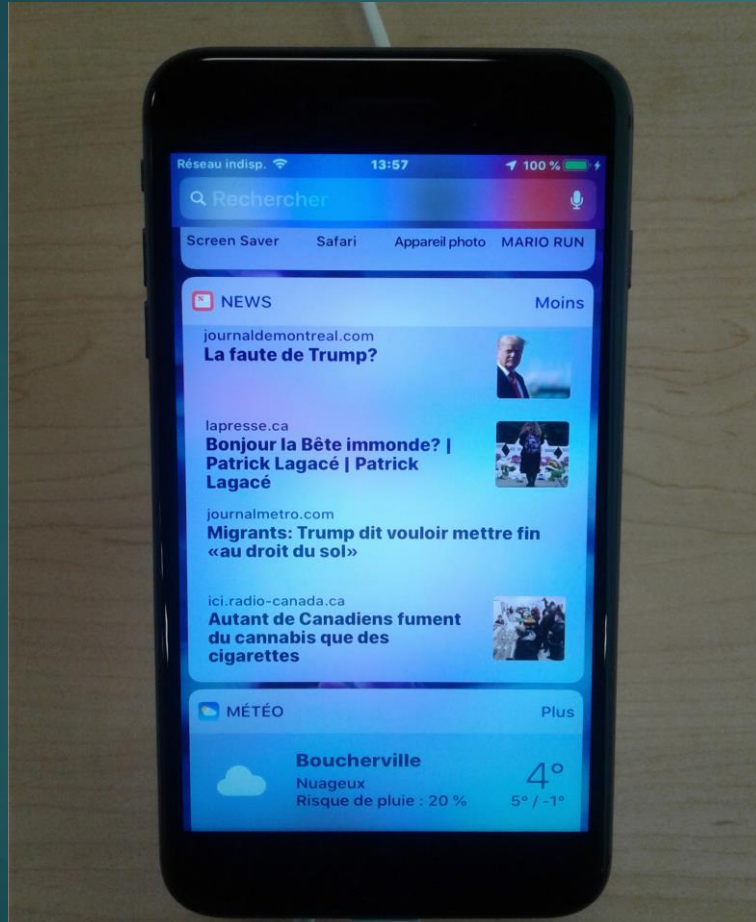 Réseau indisp. 13:57 100 %
Rechercher
Screen Saver Safari Appareil photo MARIO RUN
NEWS Moins
journaldemontreal.com
La faute de Trump?
lapresse.ca
Bonjour la Bête immonde? |
Patrick Lagacé | Patrick
Lagacé
journalmetro.com
Migrants: Trump dit vouloir mettre fin
«au droit du sol»
ici.radio-canada.ca
Autant de Canadiens fument
du cannabis que des
cigarettes
MÉTÉO Plus
Boucherville
Nuageux 4°
Risque de pluie : 20 % 5° / -1°